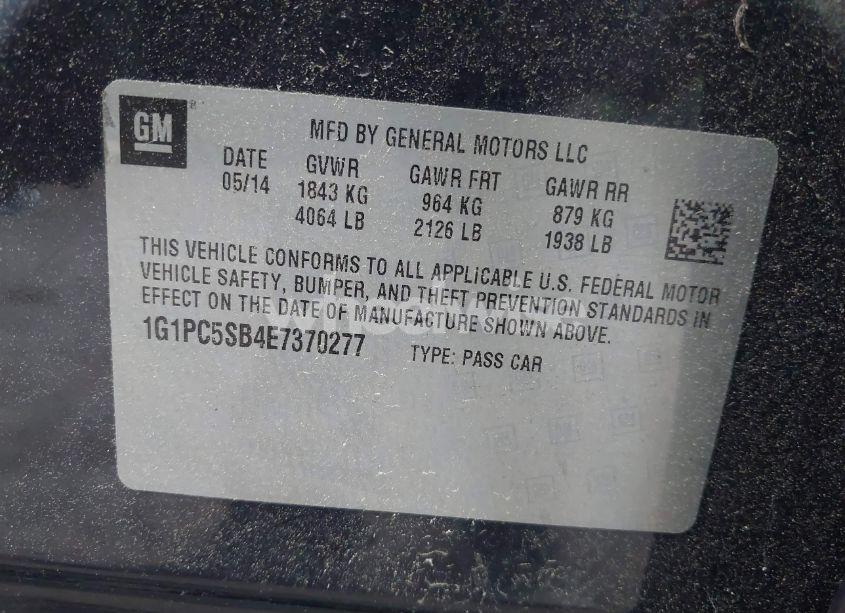 GM®
MFD BY GENERAL MOTORS LLC
DATE GVWR GAWR FRT GAWR RR
05/14 1843 KG 964 KG 879 KG
4064 LB 2126 LB 1938 LB
THIS VEHICLE CONFORMS TO ALL APPLICABLE U.S. FEDERAL MOTOR
VEHICLE SAFETY, BUMPER, AND THEFT PREVENTION STANDARDS IN
EFFECT ON THE DATE OF MANUFACTURE SHOWN ABOVE.
1G1PC5SB4E7370277 TYPE: PASS CAR